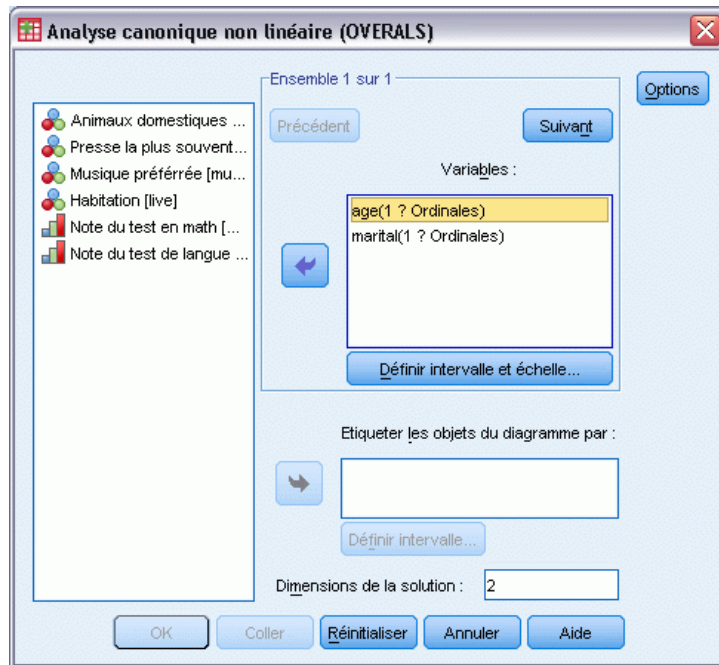 Analyse canonique non linéaire (OVERALS)
Ensemble 1 sur 1
Options
Animaux domestiques ...
Presse la plus souvent...
Musique préférrée [mu...
Habitation [live]
Note du test en math [...
Note du test de langue ...
Précédent
Suivant
Variables :
age(1 ? Ordinales)
marital(1 ? Ordinales)
Définir intervalle et échelle...
Etiqueter les objets du diagramme par :
Définir intervalle...
Dimensions de la solution : 2
OK
Coller
Réinitialiser
Annuler
Aide